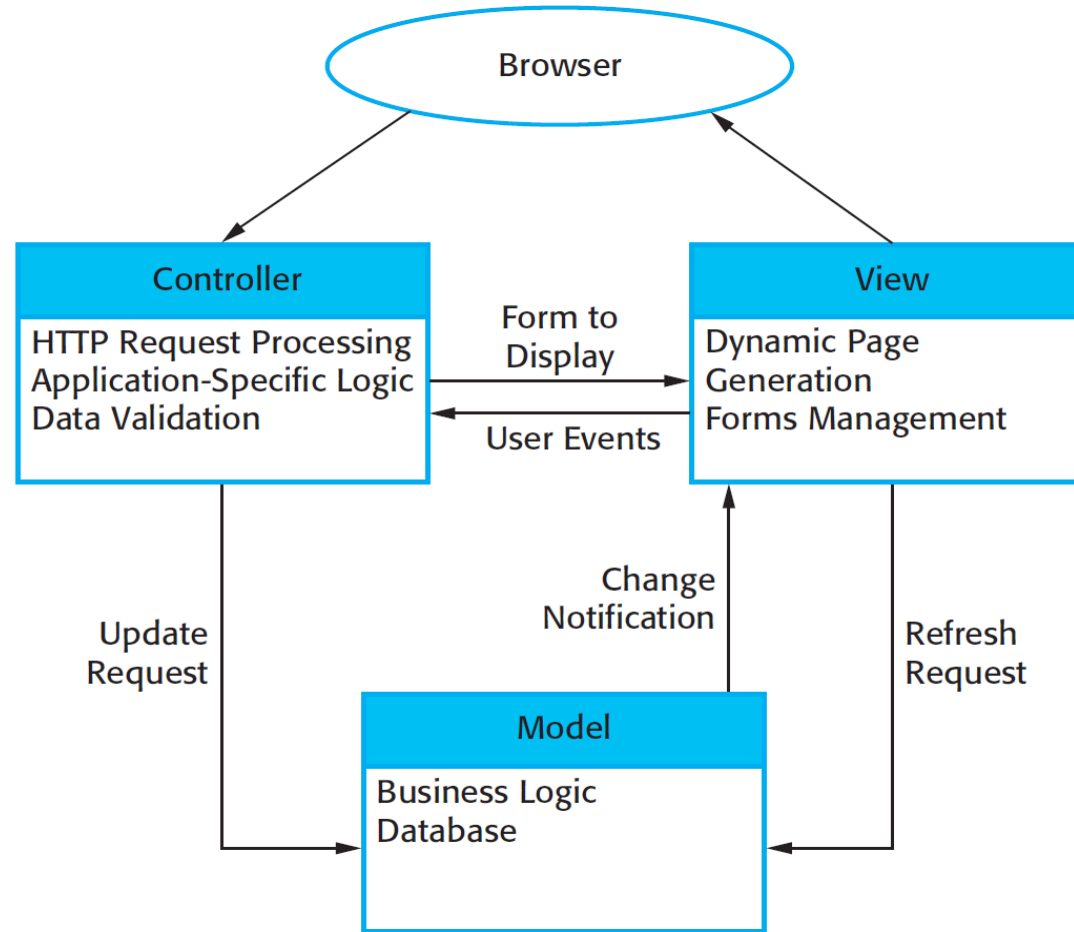 Browser
Controller
HTTP Request Processing
Application-Specific Logic
Data Validation
Form to
Display
User Events
View
Dynamic Page
Generation
Forms Management
Update
Request
Change
Notification
Refresh
Request
Model
Business Logic
Database